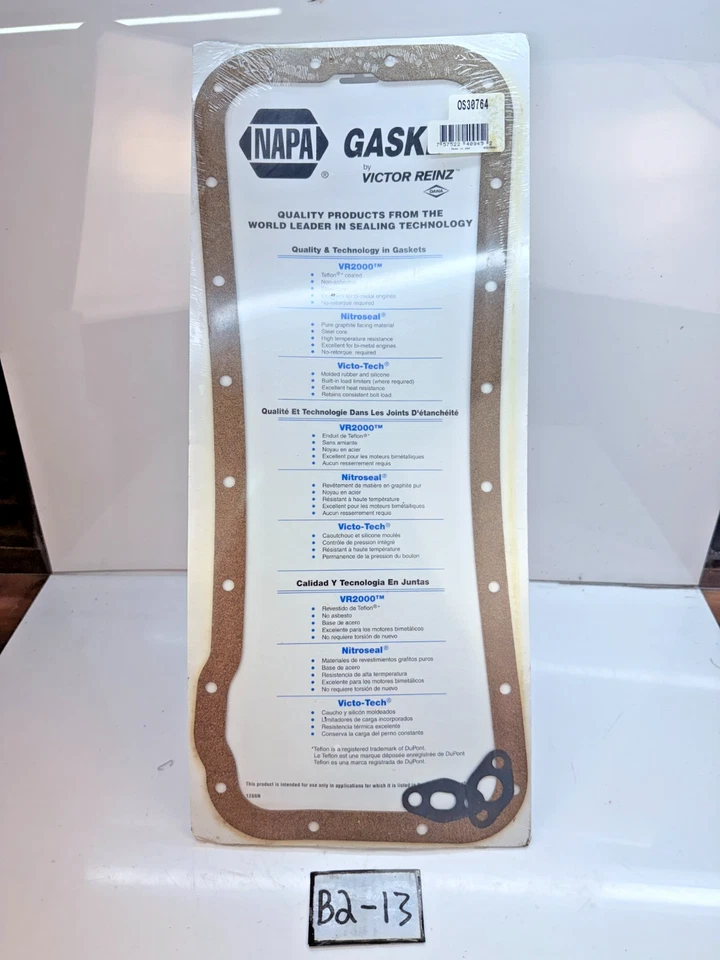 OS30764
NAPA® GASK
by
VICTOR REINZ™
DANA
QUALITY PRODUCTS FROM THE
WORLD LEADER IN SEALING TECHNOLOGY
Quality & Technology in Gaskets
VR2000™
• Teflon®* coated
• No-retorque required
Nitroseal®
• Pure graphite facing material
• Steel core
• High temperature resistance
• Excellent for bi-metal engines
• No-retorque required
Victo-Tech®
• Molded rubber and silicone
• Built-in load limiters (where required)
• Excellent heat resistance
• Retains consistent bolt load
Qualité Et Technologie Dans Les Joints D'étanchéité
VR2000™
• Enduit de Teflon®*
• Sans amiante
• Noyau en acier
• Excellent pour les moteurs bimétalliques
• Aucun resserrement requis
Nitroseal®
• Revêtement de matière en graphite pur
• Noyau en acier
• Résistant à haute température
• Excellent pour les moteurs bimétalliques
• Aucun resserrement requis
Victo-Tech®
• Caoutchouc et silicone moulés
• Contrôle de pression intégré
• Résistant à haute température
• Permanence de la pression du boulon
Calidad Y Tecnologia En Juntas
VR2000™
• Revestido de Teflon®*
• No asbesto
• Base de acero
• Excelente para los motores bimetálicos
• No requiere torsión de nuevo
Nitroseal®
• Materiales de revestimientos grafitos puros
• Base de acero
• Resistencia de alta termperatura
• Excelente para los motores bimetálicos
• No requiere torsión de nuevo
Victo-Tech®
• Caucho y silicón moldeados
• Limitadores de carga incorporados
• Resistencia térmica excelenta
• Conserva la carga del perno constante
*Teflon is a registered trademark of DuPont.
Le Teflon est une marque déposée enregistrée de DuPont
Teflon es una marca registrada de DuPont.
This product is intended for use only in applications for which it is listed
B2-13